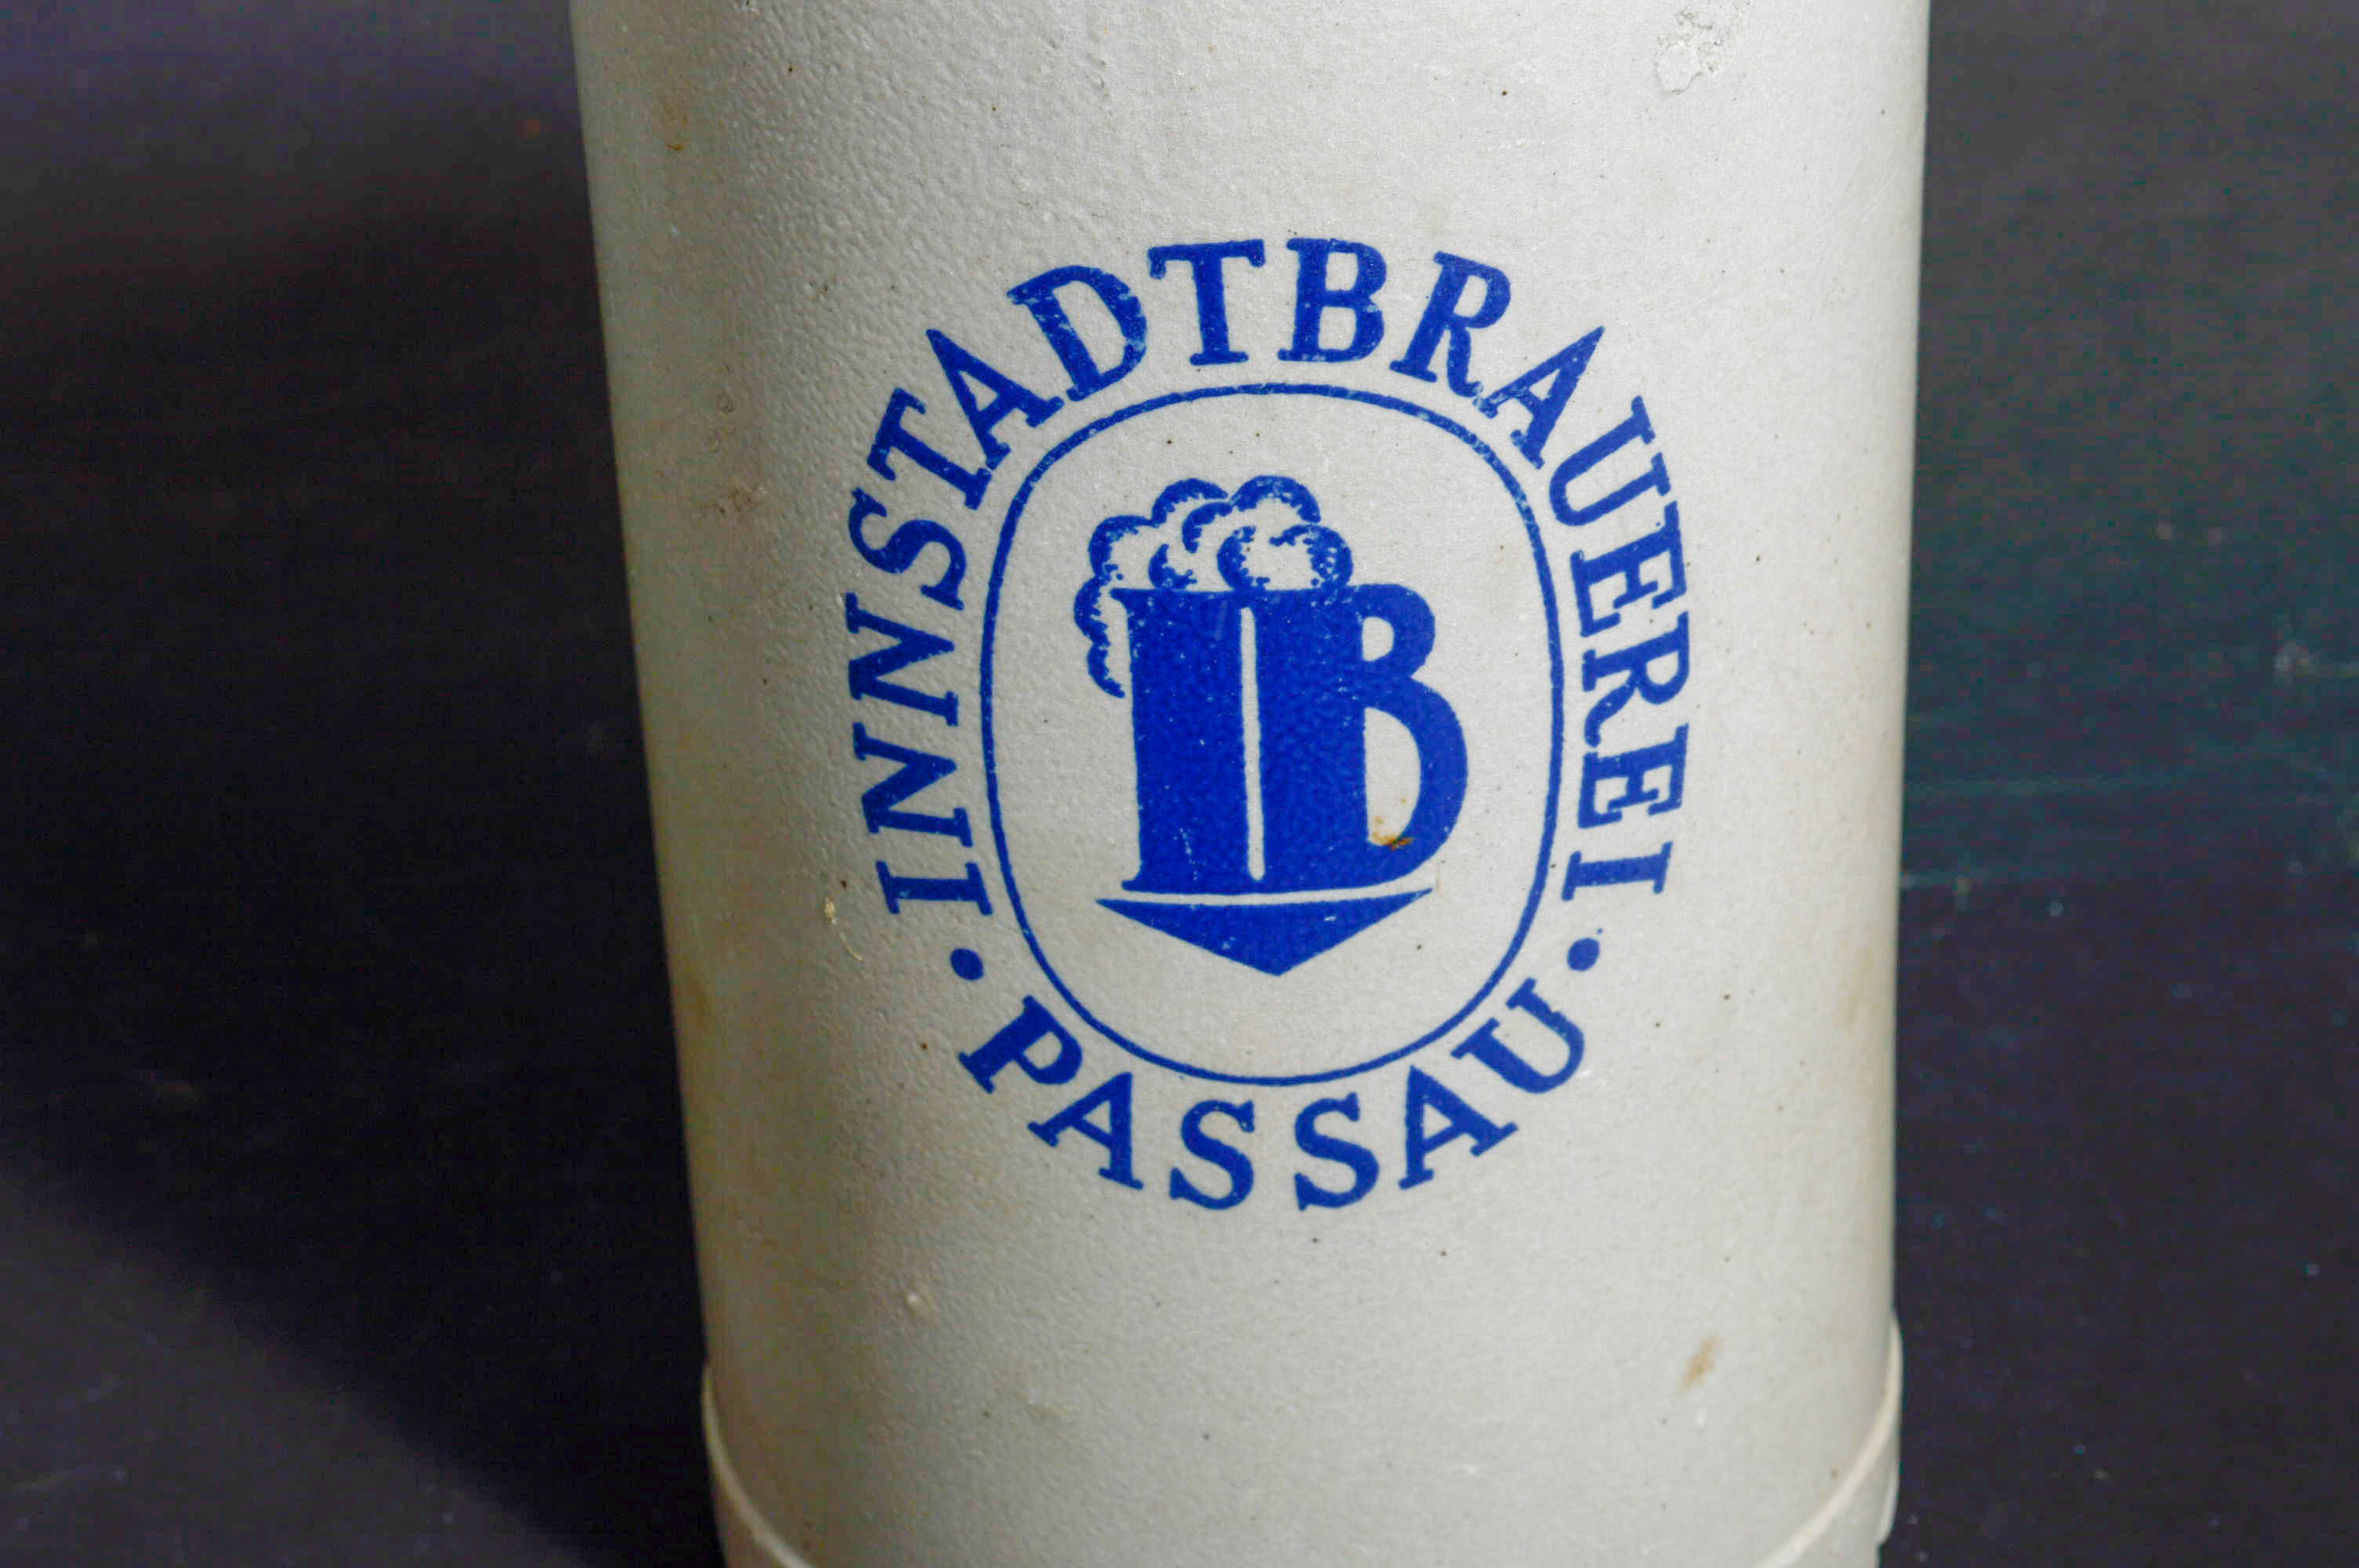 INNSTADTBRAUEREI
IB
· PASSAU ·